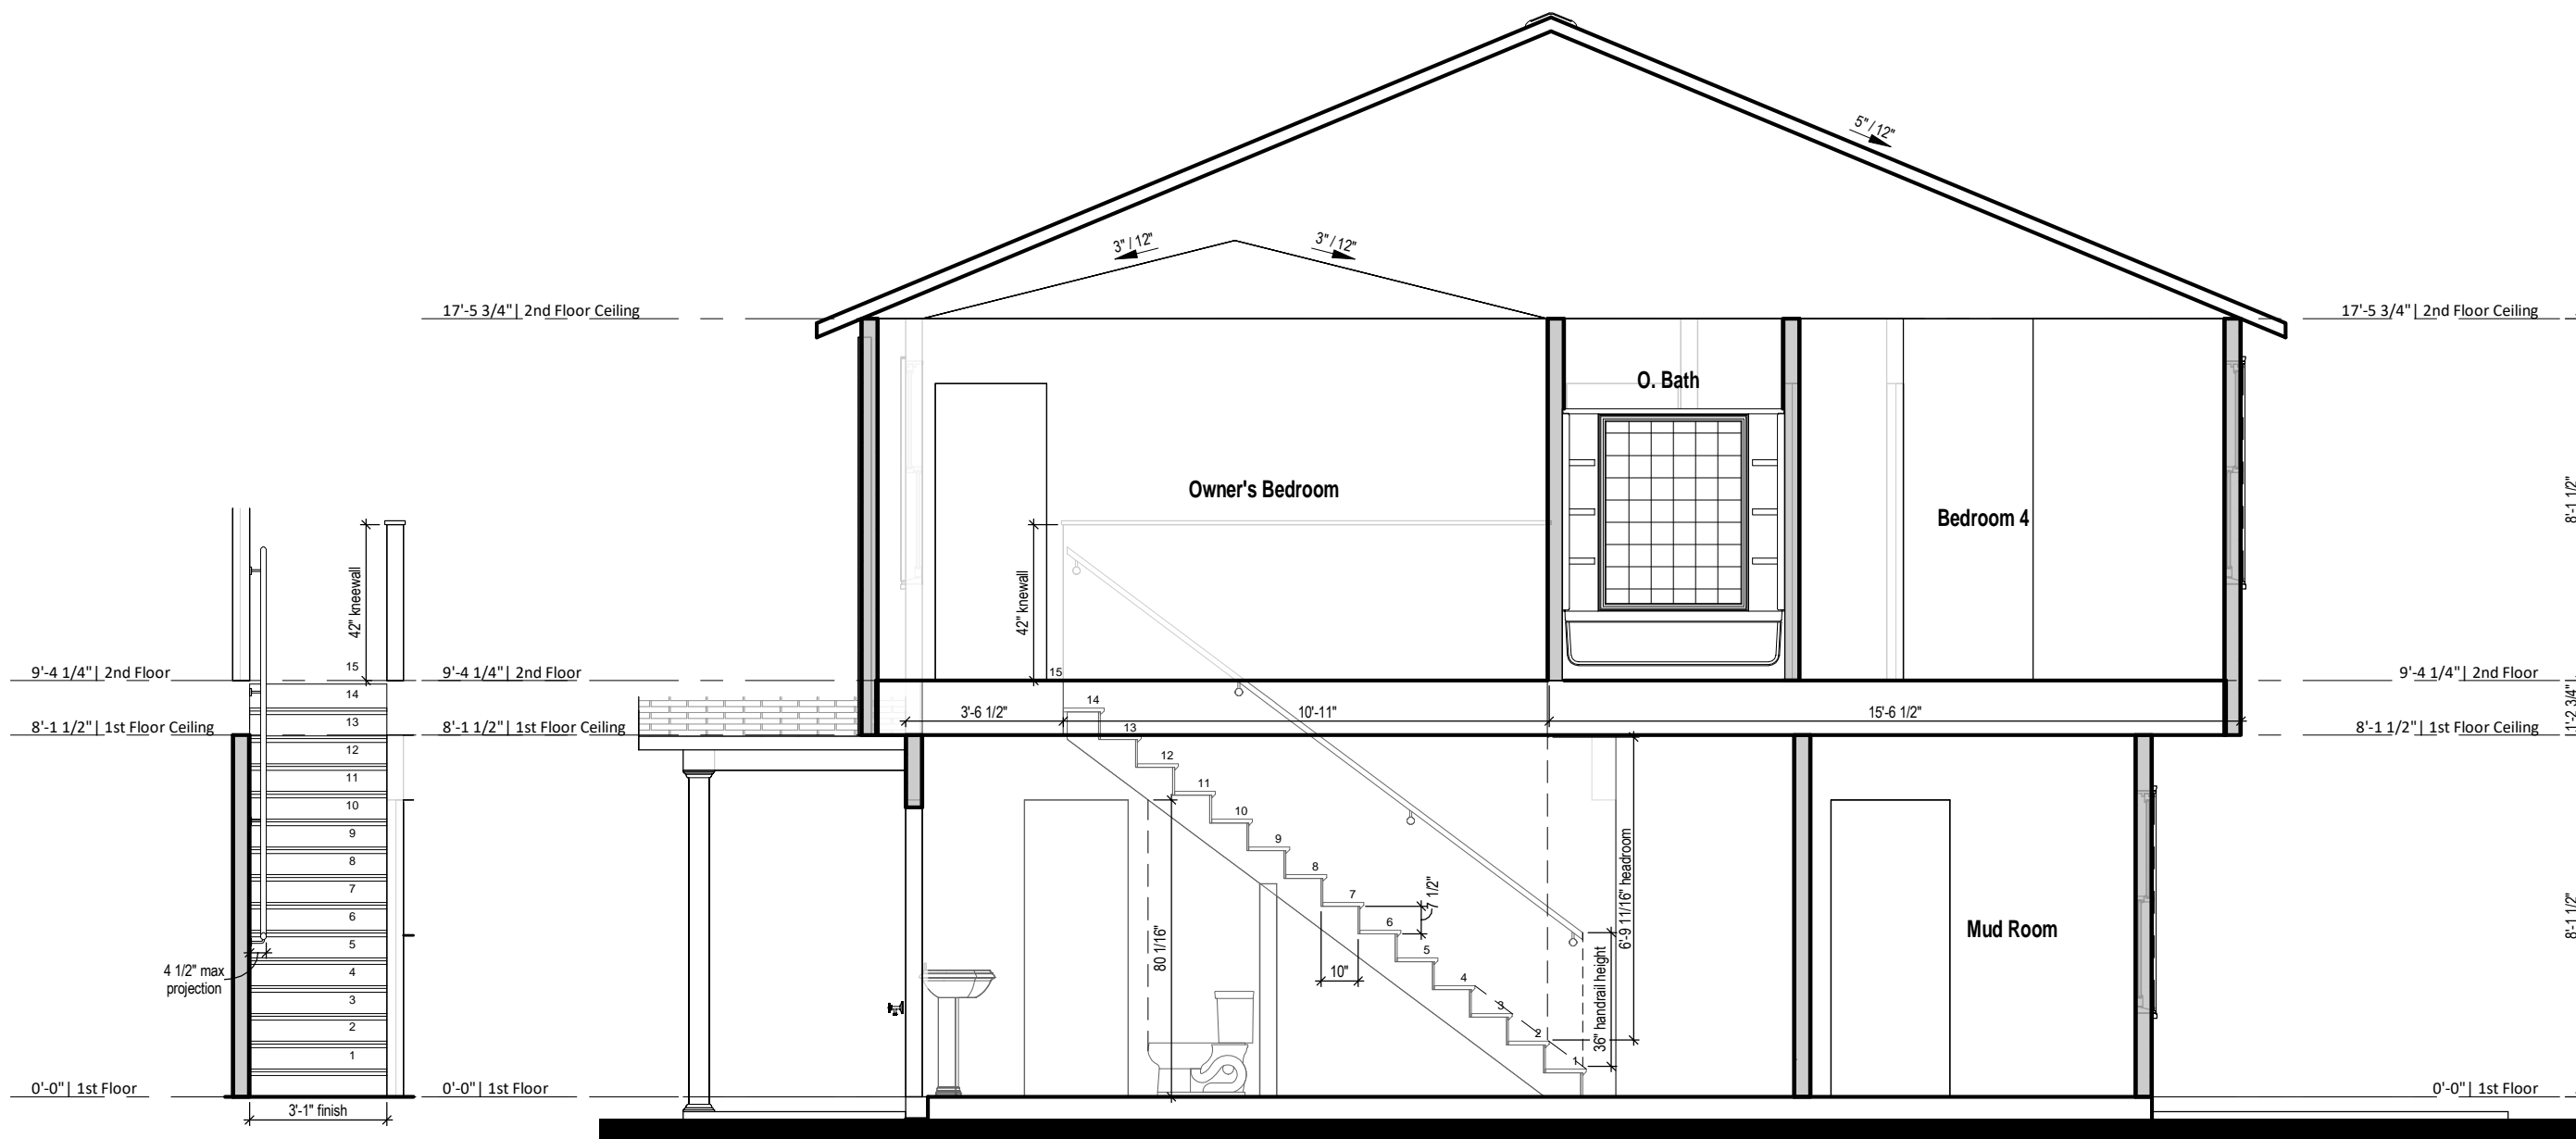 5" / 12"
3" / 12"
3" / 12"
17'-5 3/4" | 2nd Floor Ceiling
17'-5 3/4" | 2nd Floor Ceiling
O. Bath
Owner's Bedroom
Bedroom 4
8'-1 1/2"
42" kneewall
42" knewall
15
15
9'-4 1/4" | 2nd Floor
9'-4 1/4" | 2nd Floor
9'-4 1/4" | 2nd Floor
14
13
12
11
10
9
8
7
6
5
4
3
2
1
3'-6 1/2"
10'-11"
15'-6 1/2"
1'-2 3/4"
8'-1 1/2" | 1st Floor Ceiling
8'-1 1/2" | 1st Floor Ceiling
8'-1 1/2" | 1st Floor Ceiling
14
13
12
11
10
9
8
7
6
5
4
3
2
1
7 1/2"
10"
80 1/16"
6'-9 11/16" headroom
36" handrail height
Mud Room
8'-1 1/2"
4 1/2" max
projection
0'-0" | 1st Floor
0'-0" | 1st Floor
0'-0" | 1st Floor
3'-1" finish